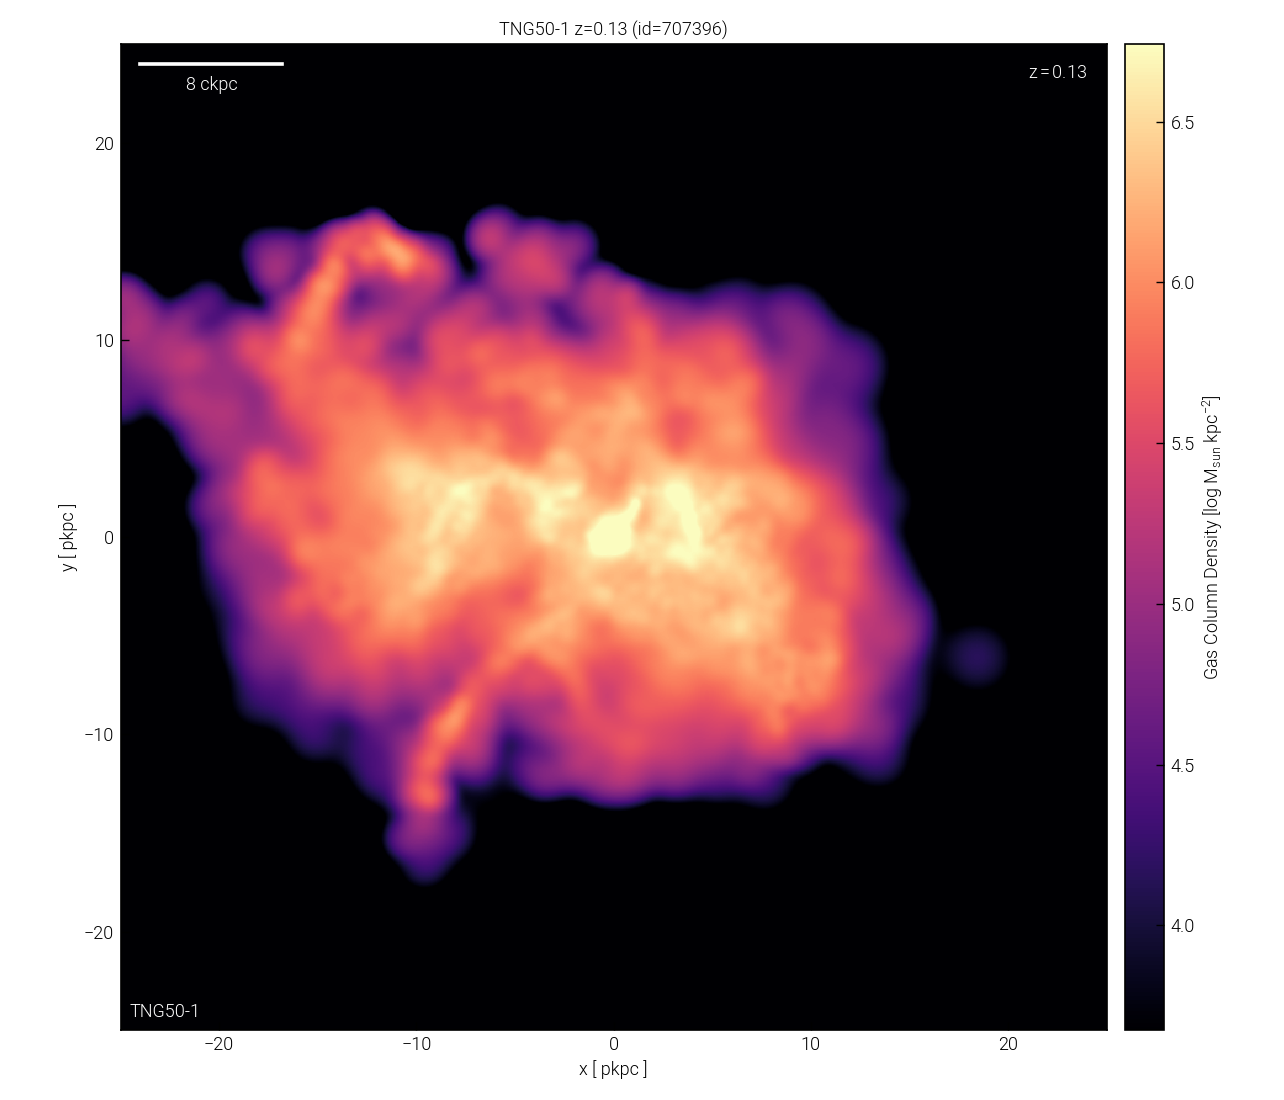 TNG50-1 z=0.13 (id=707396)
8 ckpc
z=0.13
20
10
0
−10
−20
y [ pkpc ]
TNG50-1
−20
−10
0
10
20
x [ pkpc ]
6.5
6.0
5.5
5.0
4.5
4.0
Gas Column Density [log M_sun kpc⁻²]